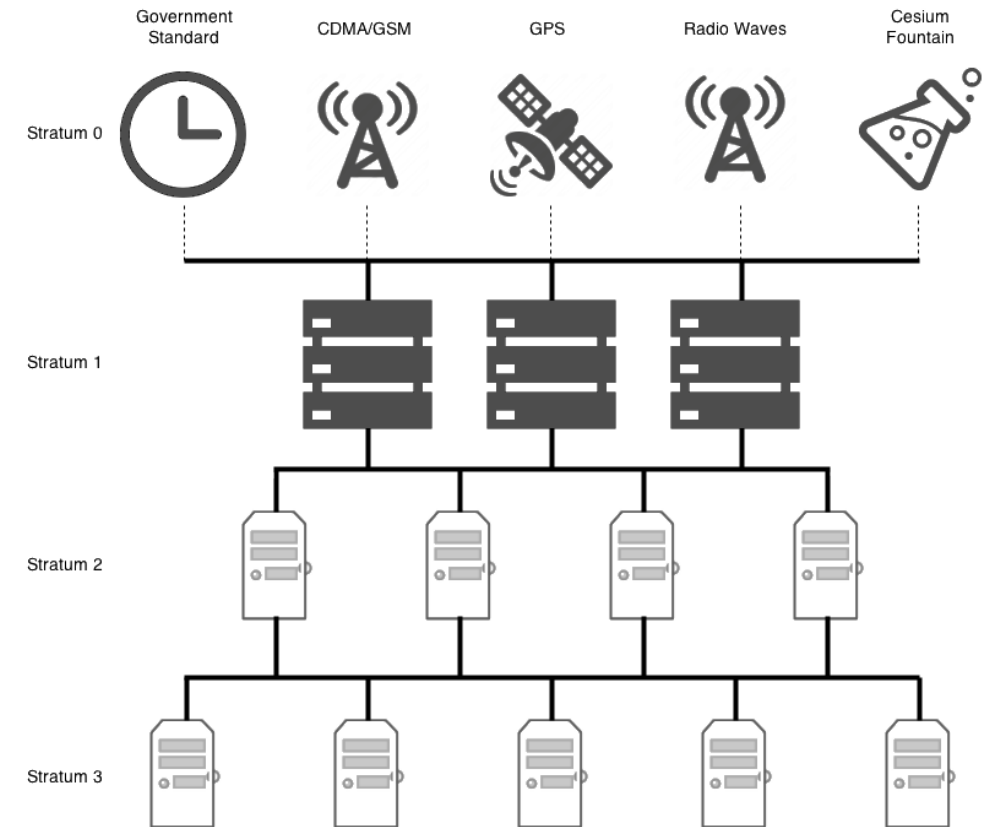 Government
Standard
CDMA/GSM
GPS
Radio Waves
Cesium
Fountain
Stratum 0
Stratum 1
Stratum 2
Stratum 3